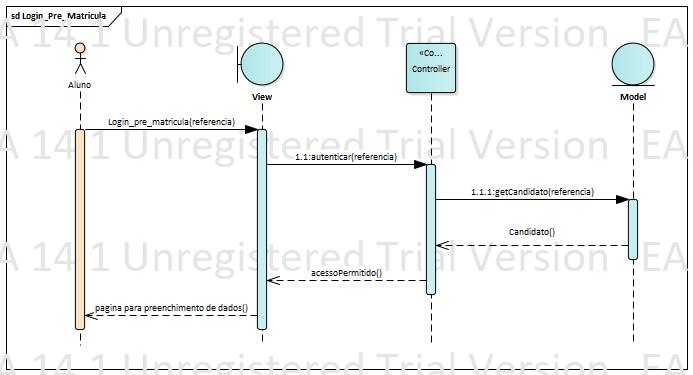 sd Login_Pre_Matricula
A 14.1 Unregistered Trial Version EA
Aluno
View
«Co...
Controller
Model
Login_pre_matricula(referencia)
A 14.1 Unregistered Trial Version EA
1.1:autenticar(referencia)
1.1.1:getCandidato(referencia)
Candidato()
A 14.1 Unregistered Trial Version EA
acessoPermitido()
pagina para preenchimento de dados()
A 14.1 Unregistered Trial Version EA